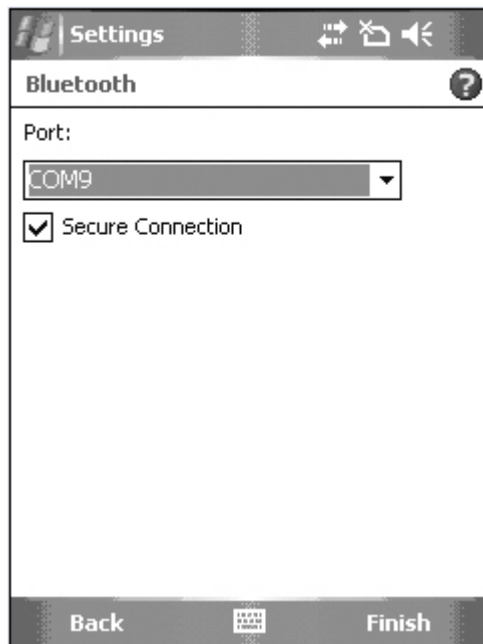 Settings
Bluetooth
?
Port:
COM9
Secure Connection
Back Finish